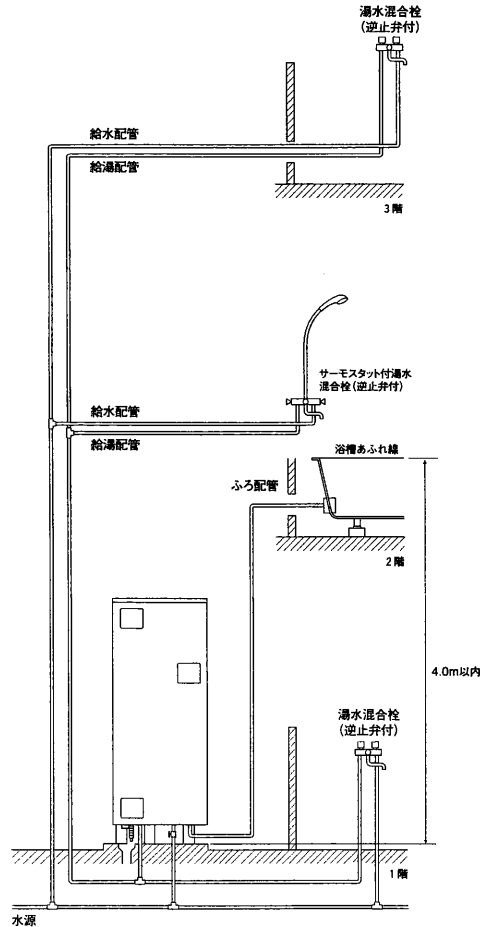 湯水混合栓
(逆止弁付)
給水配管
給湯配管
3階
サーモスタット付湯水
混合栓(逆止弁付)
給水配管
給湯配管
浴槽あふれ線
ふろ配管
2階
4.0m以内
湯水混合栓
(逆止弁付)
1階
水源